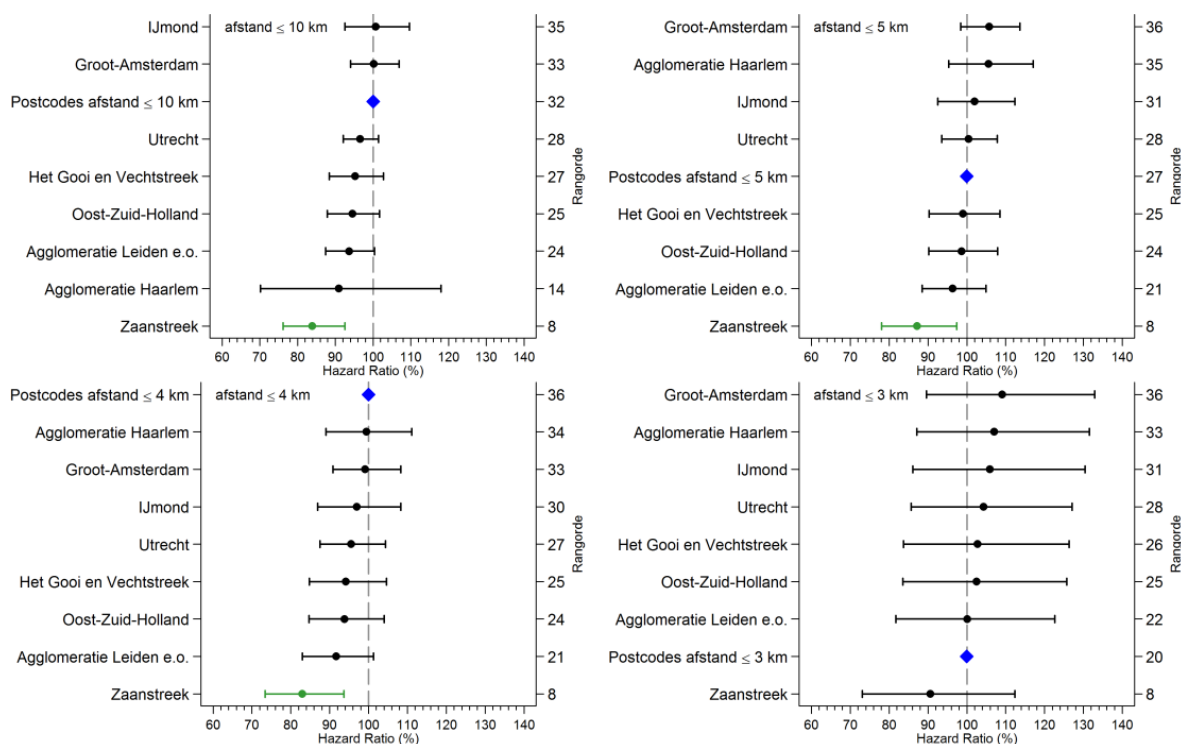 afstand ≤ 10 km
IJmond 35
Groot-Amsterdam 33
Postcodes afstand ≤ 10 km 32
Utrecht 28
Het Gooi en Vechtstreek 27
Oost-Zuid-Holland 25
Agglomeratie Leiden e.o. 24
Agglomeratie Haarlem 14
Zaanstreek 8
Rangorde
60 70 80 90 100 110 120 130 140
Hazard Ratio (%)
afstand ≤ 5 km
Groot-Amsterdam 36
Agglomeratie Haarlem 35
IJmond 31
Utrecht 28
Postcodes afstand ≤ 5 km 27
Het Gooi en Vechtstreek 25
Oost-Zuid-Holland 24
Agglomeratie Leiden e.o. 21
Zaanstreek 8
Rangorde
60 70 80 90 100 110 120 130 140
Hazard Ratio (%)
afstand ≤ 4 km
Postcodes afstand ≤ 4 km 36
Agglomeratie Haarlem 34
Groot-Amsterdam 33
IJmond 30
Utrecht 27
Het Gooi en Vechtstreek 25
Oost-Zuid-Holland 24
Agglomeratie Leiden e.o. 21
Zaanstreek 8
Rangorde
60 70 80 90 100 110 120 130 140
Hazard Ratio (%)
afstand ≤ 3 km
Groot-Amsterdam 36
Agglomeratie Haarlem 33
IJmond 31
Utrecht 28
Het Gooi en Vechtstreek 26
Oost-Zuid-Holland 25
Agglomeratie Leiden e.o. 22
Postcodes afstand ≤ 3 km 20
Zaanstreek 8
Rangorde
60 70 80 90 100 110 120 130 140
Hazard Ratio (%)